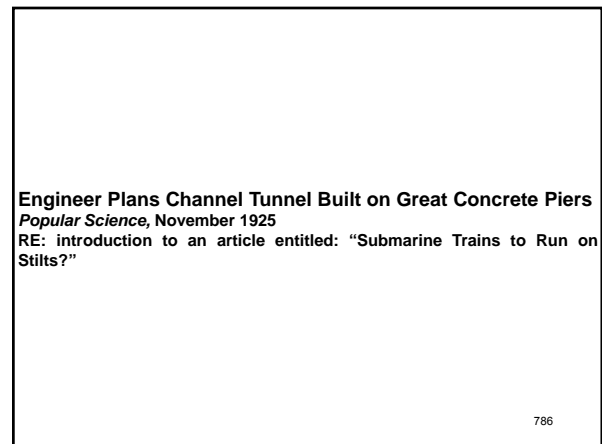 Engineer Plans Channel Tunnel Built on Great Concrete Piers
Popular Science, November 1925
RE: introduction to an article entitled: “Submarine Trains to Run on
Stilts?”
786